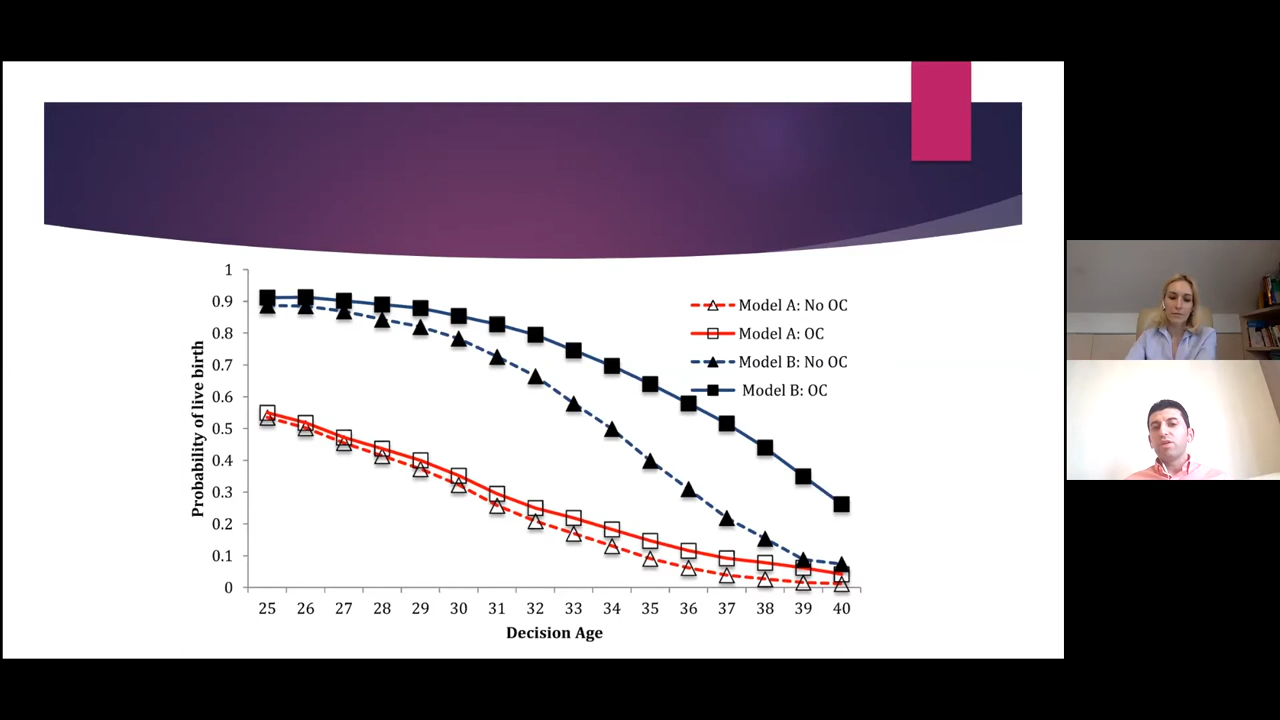 1
0.9
0.8
0.7
0.6
0.5
0.4
0.3
0.2
0.1
0
Probability of live birth
Model A: No OC
Model A: OC
Model B: No OC
Model B: OC
25 26 27 28 29 30 31 32 33 34 35 36 37 38 39 40
Decision Age